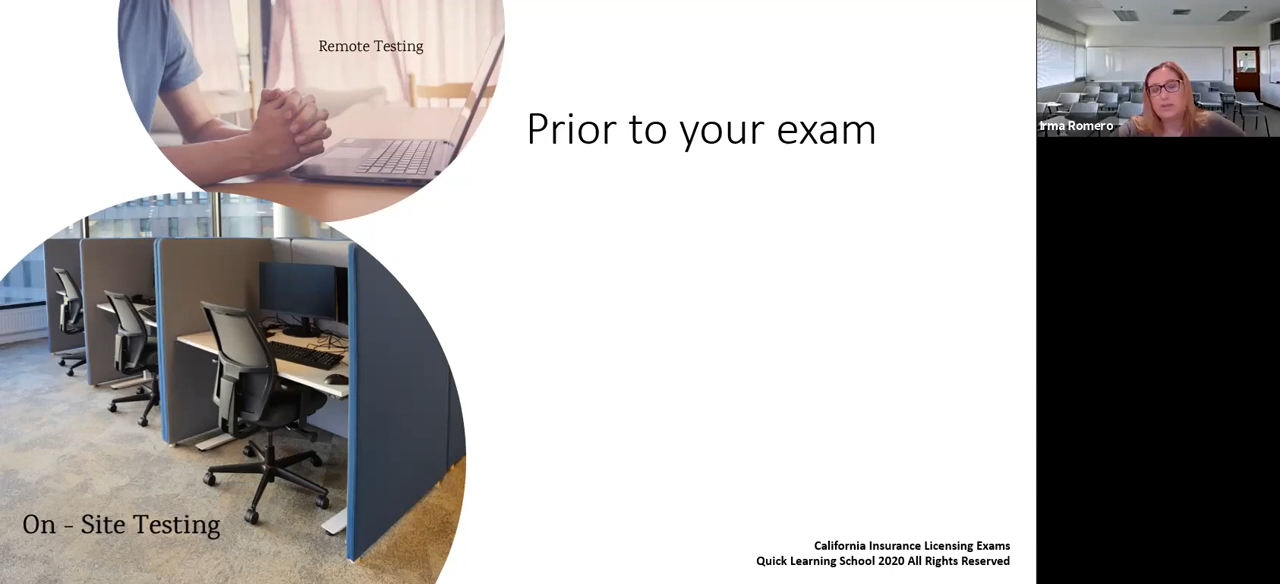 Remote Testing
Prior to your exam
Irma Romero
On - Site Testing
California Insurance Licensing Exams
Quick Learning School 2020 All Rights Reserved